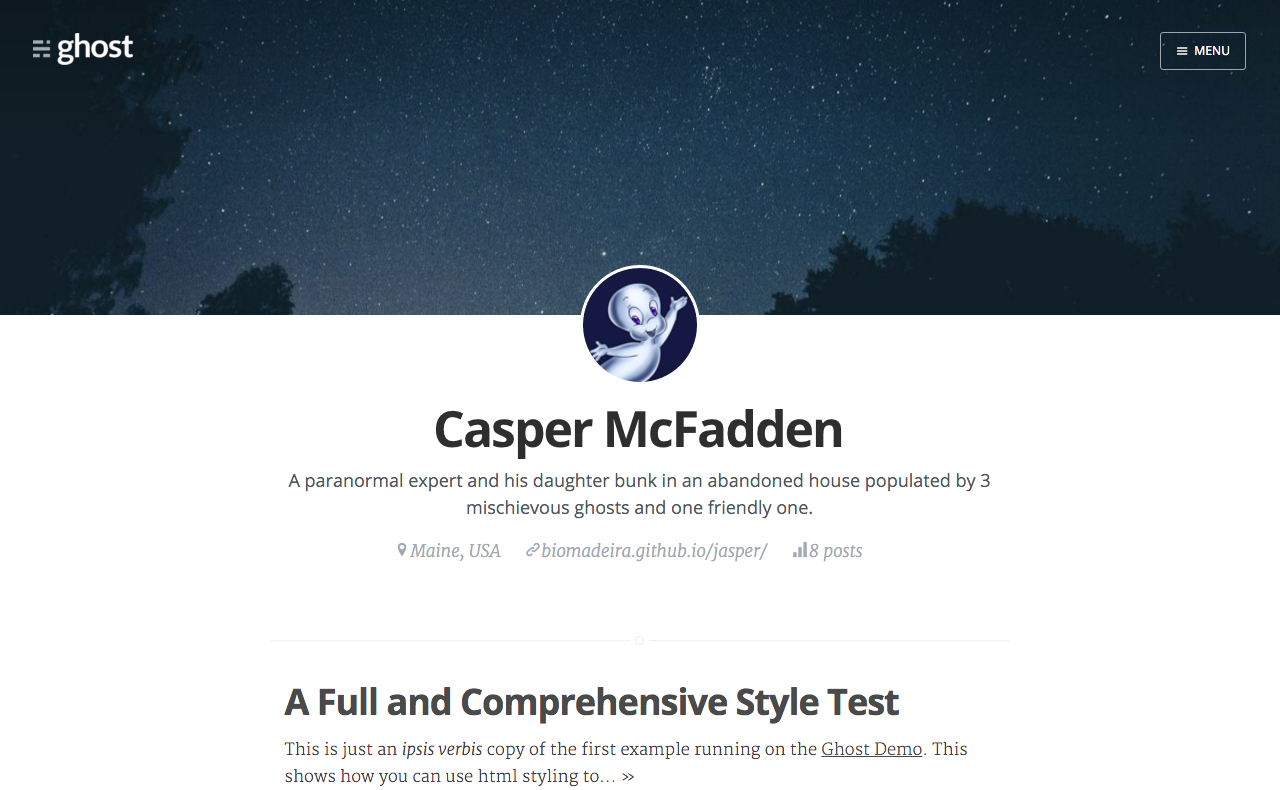 ghost
MENU
Casper McFadden
A paranormal expert and his daughter bunk in an abandoned house populated by 3
mischievous ghosts and one friendly one.
Maine, USA biomadeira.github.io/jasper/ 8 posts
A Full and Comprehensive Style Test
This is just an ipsis verbis copy of the first example running on the Ghost Demo. This
shows how you can use html styling to… »